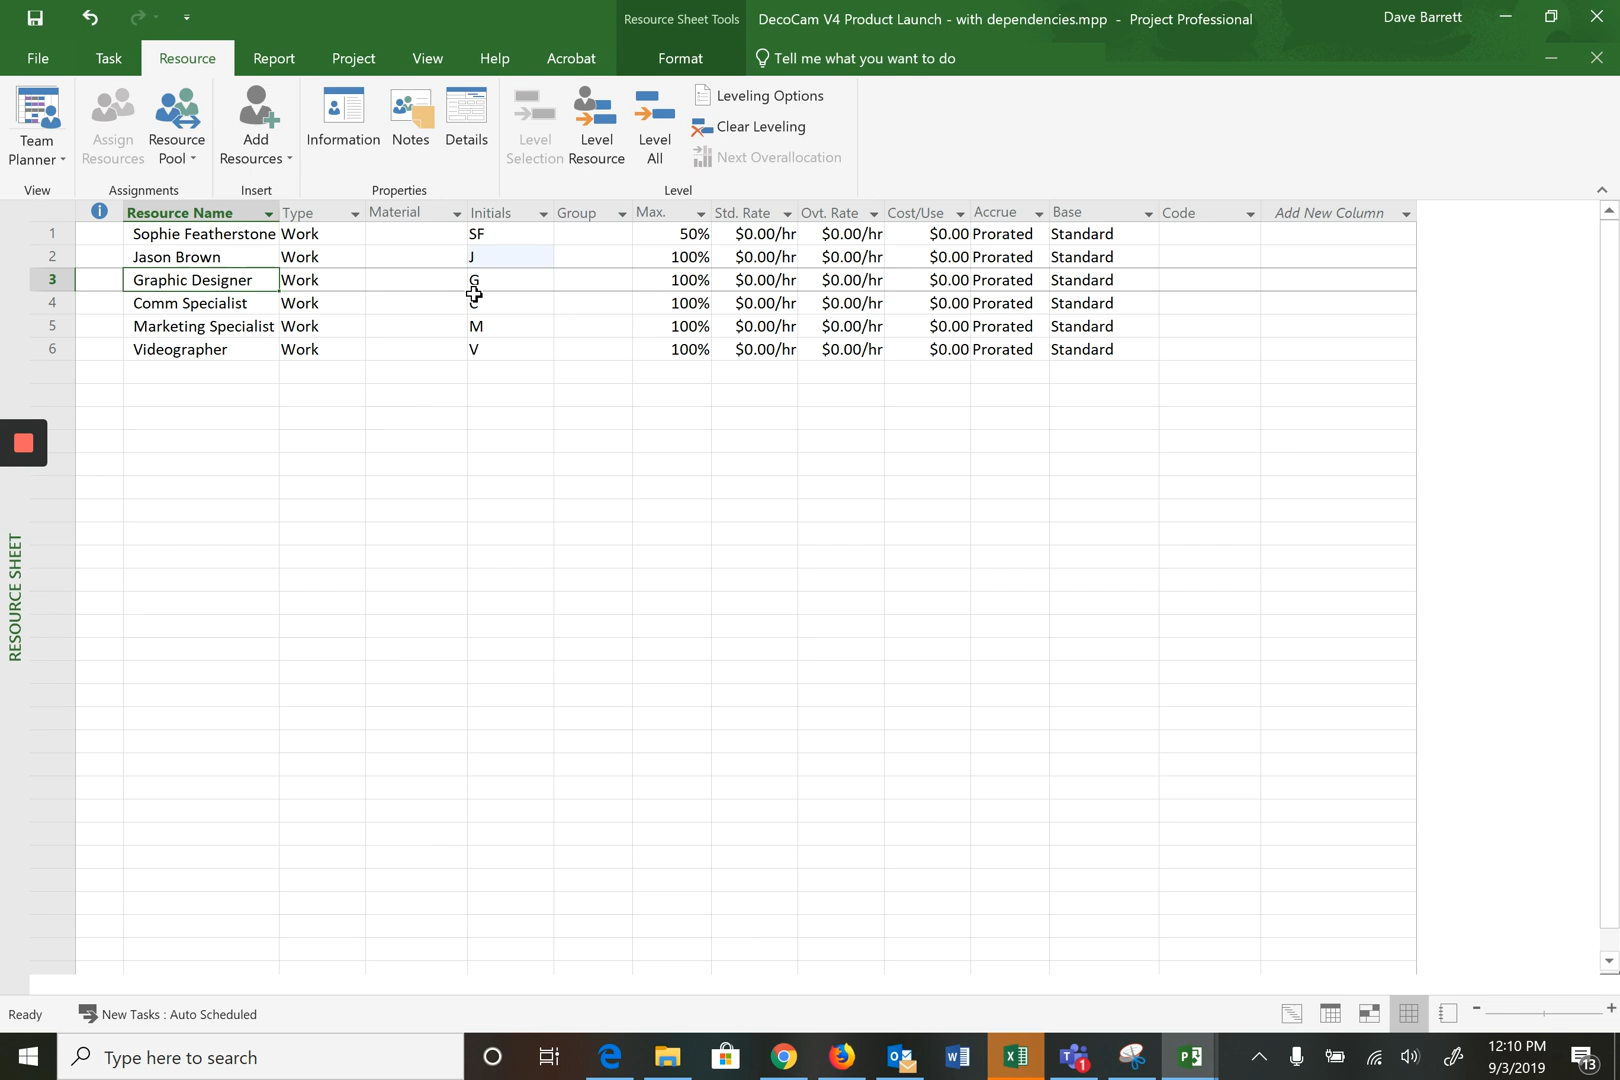 Resource Sheet Tools
DecoCam V4 Product Launch - with dependencies.mpp - Project Professional
Dave Barrett
File Task Resource Report Project View Help Acrobat Format Tell me what you want to do
Team Planner
Assign Resources
Resource Pool
Add Resources
Information
Notes
Details
Level Selection
Level Resource
Level All
Leveling Options
Clear Leveling
Next Overallocation
View Assignments Insert Properties Level
Resource Name Type Material Initials Group Max. Std. Rate Ovt. Rate Cost/Use Accrue Base Code Add New Column
1 Sophie Featherstone Work SF 50% $0.00/hr $0.00/hr $0.00 Prorated Standard
2 Jason Brown Work J 100% $0.00/hr $0.00/hr $0.00 Prorated Standard
3 Graphic Designer Work G 100% $0.00/hr $0.00/hr $0.00 Prorated Standard
4 Comm Specialist Work C 100% $0.00/hr $0.00/hr $0.00 Prorated Standard
5 Marketing Specialist Work M 100% $0.00/hr $0.00/hr $0.00 Prorated Standard
6 Videographer Work V 100% $0.00/hr $0.00/hr $0.00 Prorated Standard
RESOURCE SHEET
Ready New Tasks : Auto Scheduled
Type here to search
12:10 PM
9/3/2019
1
13